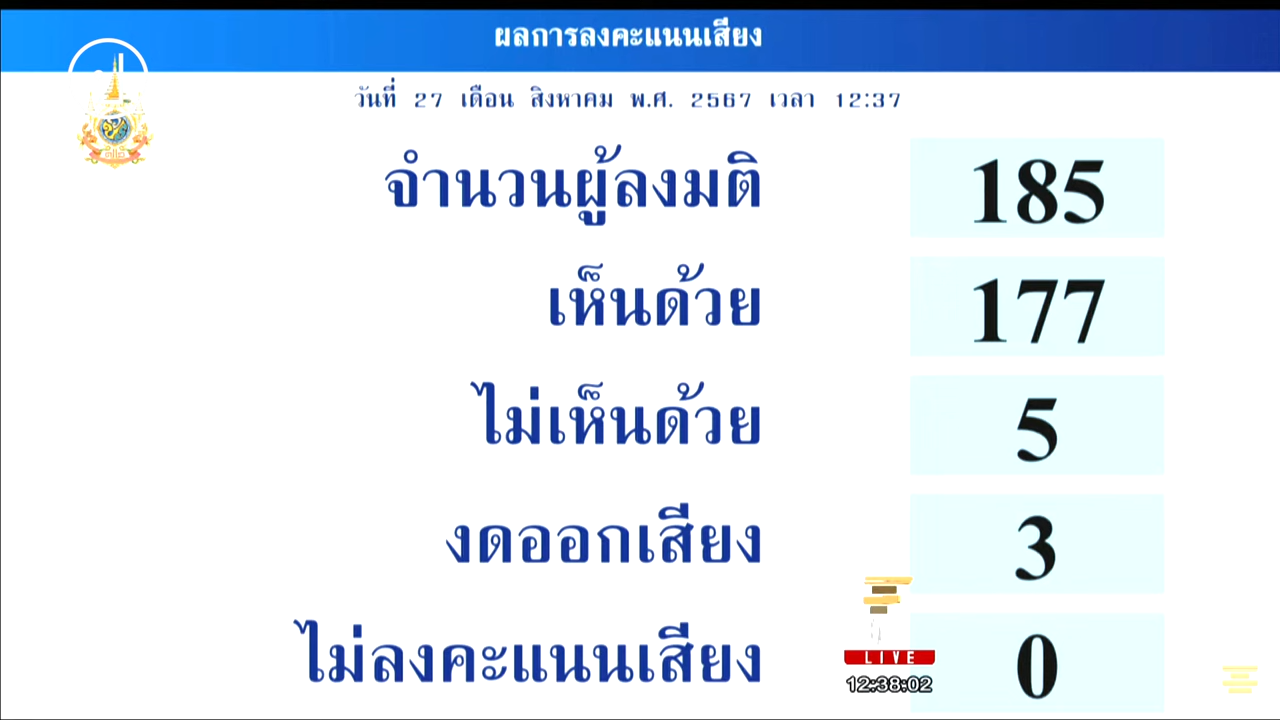 ผลการลงคะแนนเสียง
วันที่ 27 เดือน สิงหาคม พ.ศ. 2567 เวลา 12:37
จำนวนผู้ลงมติ 185
เห็นด้วย 177
ไม่เห็นด้วย 5
งดออกเสียง 3
ไม่ลงคะแนนเสียง 0
LIVE
12:38:02